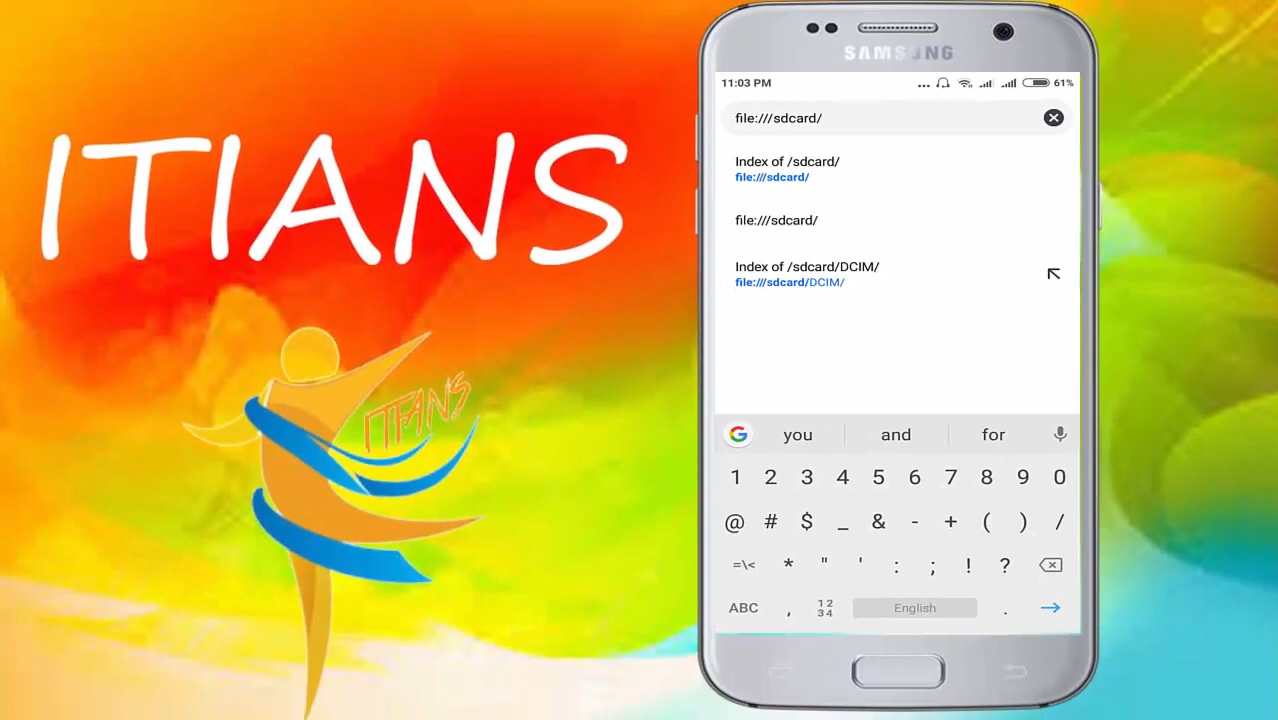 ITIANS
ITFANS
SAMSUNG
11:03 PM
61%
file:///sdcard/
Index of /sdcard/
file:///sdcard/
file:///sdcard/
Index of /sdcard/DCIM/
file:///sdcard/DCIM/
G you and for
1 2 3 4 5 6 7 8 9 0
@ # $ _ & - + ( ) /
=\< * " ' : ; ! ?
ABC , 12 34 English .